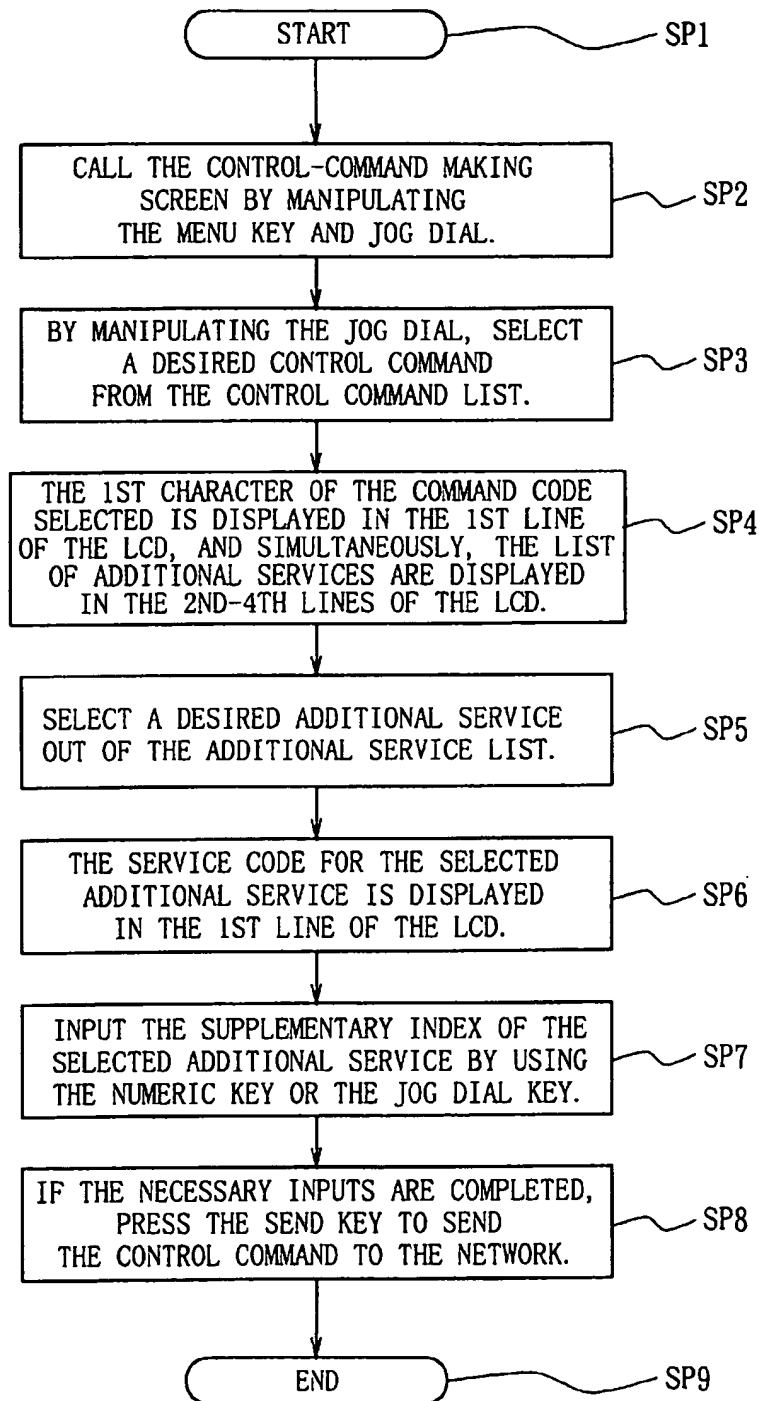 START
SP1
CALL THE CONTROL-COMMAND MAKING
SCREEN BY MANIPULATING
THE MENU KEY AND JOG DIAL.
SP2
BY MANIPULATING THE JOG DIAL, SELECT
A DESIRED CONTROL COMMAND
FROM THE CONTROL COMMAND LIST.
SP3
THE 1ST CHARACTER OF THE COMMAND CODE
SELECTED IS DISPLAYED IN THE 1ST LINE
OF THE LCD, AND SIMULTANEOUSLY, THE LIST
OF ADDITIONAL SERVICES ARE DISPLAYED
IN THE 2ND-4TH LINES OF THE LCD.
SP4
SELECT A DESIRED ADDITIONAL SERVICE
OUT OF THE ADDITIONAL SERVICE LIST.
SP5
THE SERVICE CODE FOR THE SELECTED
ADDITIONAL SERVICE IS DISPLAYED
IN THE 1ST LINE OF THE LCD.
SP6
INPUT THE SUPPLEMENTARY INDEX OF THE
SELECTED ADDITIONAL SERVICE BY USING
THE NUMERIC KEY OR THE JOG DIAL KEY.
SP7
IF THE NECESSARY INPUTS ARE COMPLETED,
PRESS THE SEND KEY TO SEND
THE CONTROL COMMAND TO THE NETWORK.
SP8
END
SP9